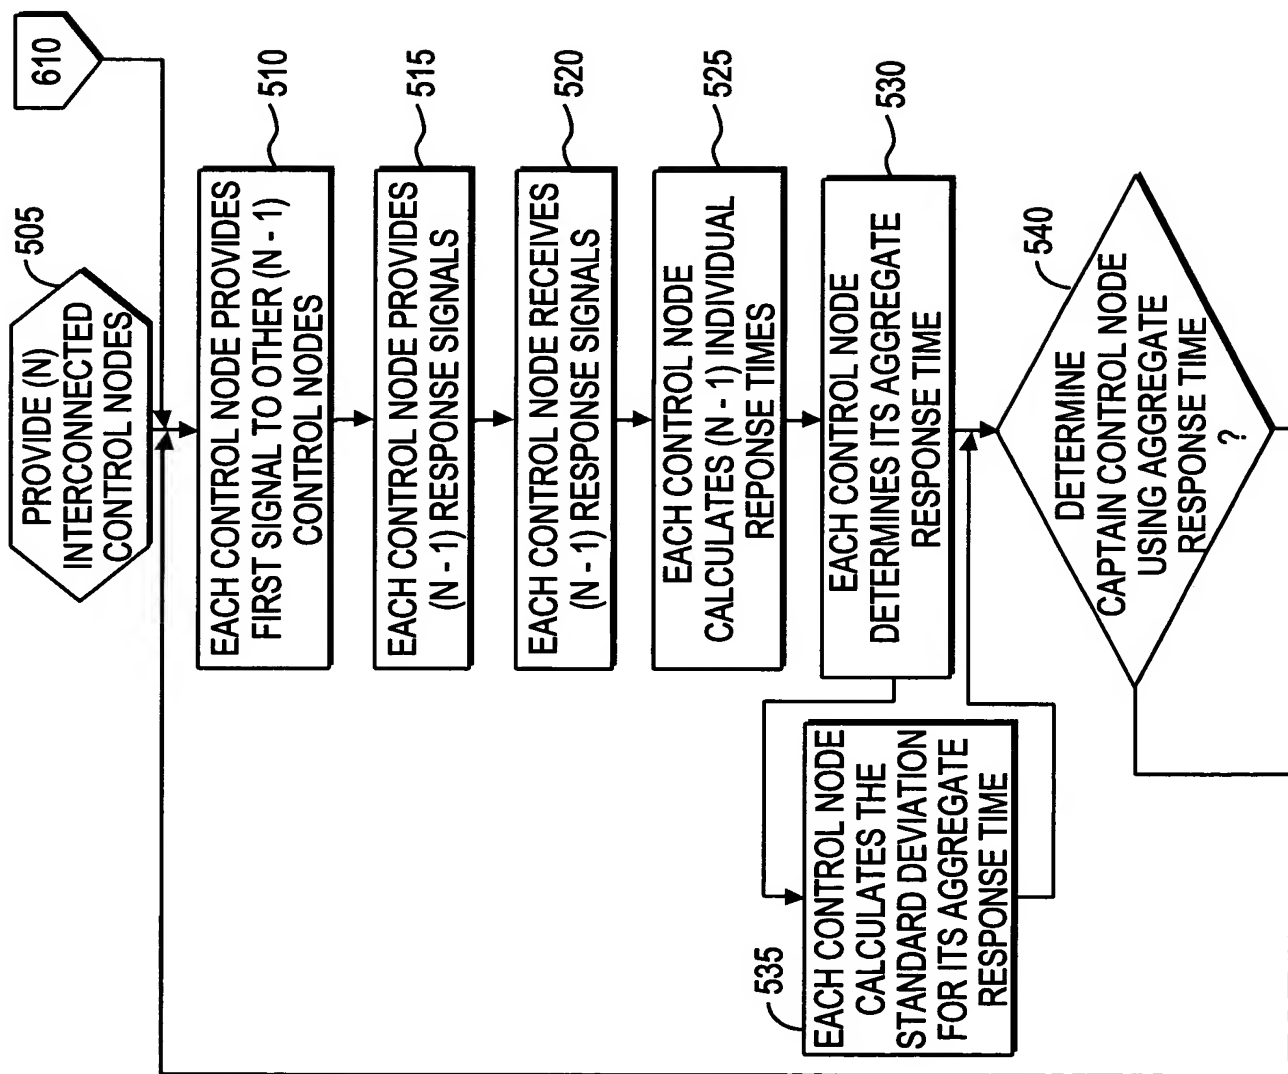 610
PROVIDE (N)
INTERCONNECTED
CONTROL NODES
505
EACH CONTROL NODE PROVIDES
FIRST SIGNAL TO OTHER (N - 1)
CONTROL NODES
510
EACH CONTROL NODE PROVIDES
(N - 1) RESPONSE SIGNALS
515
EACH CONTROL NODE RECEIVES
(N - 1) RESPONSE SIGNALS
520
EACH CONTROL NODE
CALCULATES (N - 1) INDIVIDUAL
REPONSE TIMES
525
EACH CONTROL NODE
DETERMINES ITS AGGREGATE
RESPONSE TIME
530
535
EACH CONTROL NODE
CALCULATES THE
STANDARD DEVIATION
FOR ITS AGGREGATE
RESPONSE TIME
DETERMINE
CAPTAIN CONTROL NODE
USING AGGREGATE
RESPONSE TIME
?
540